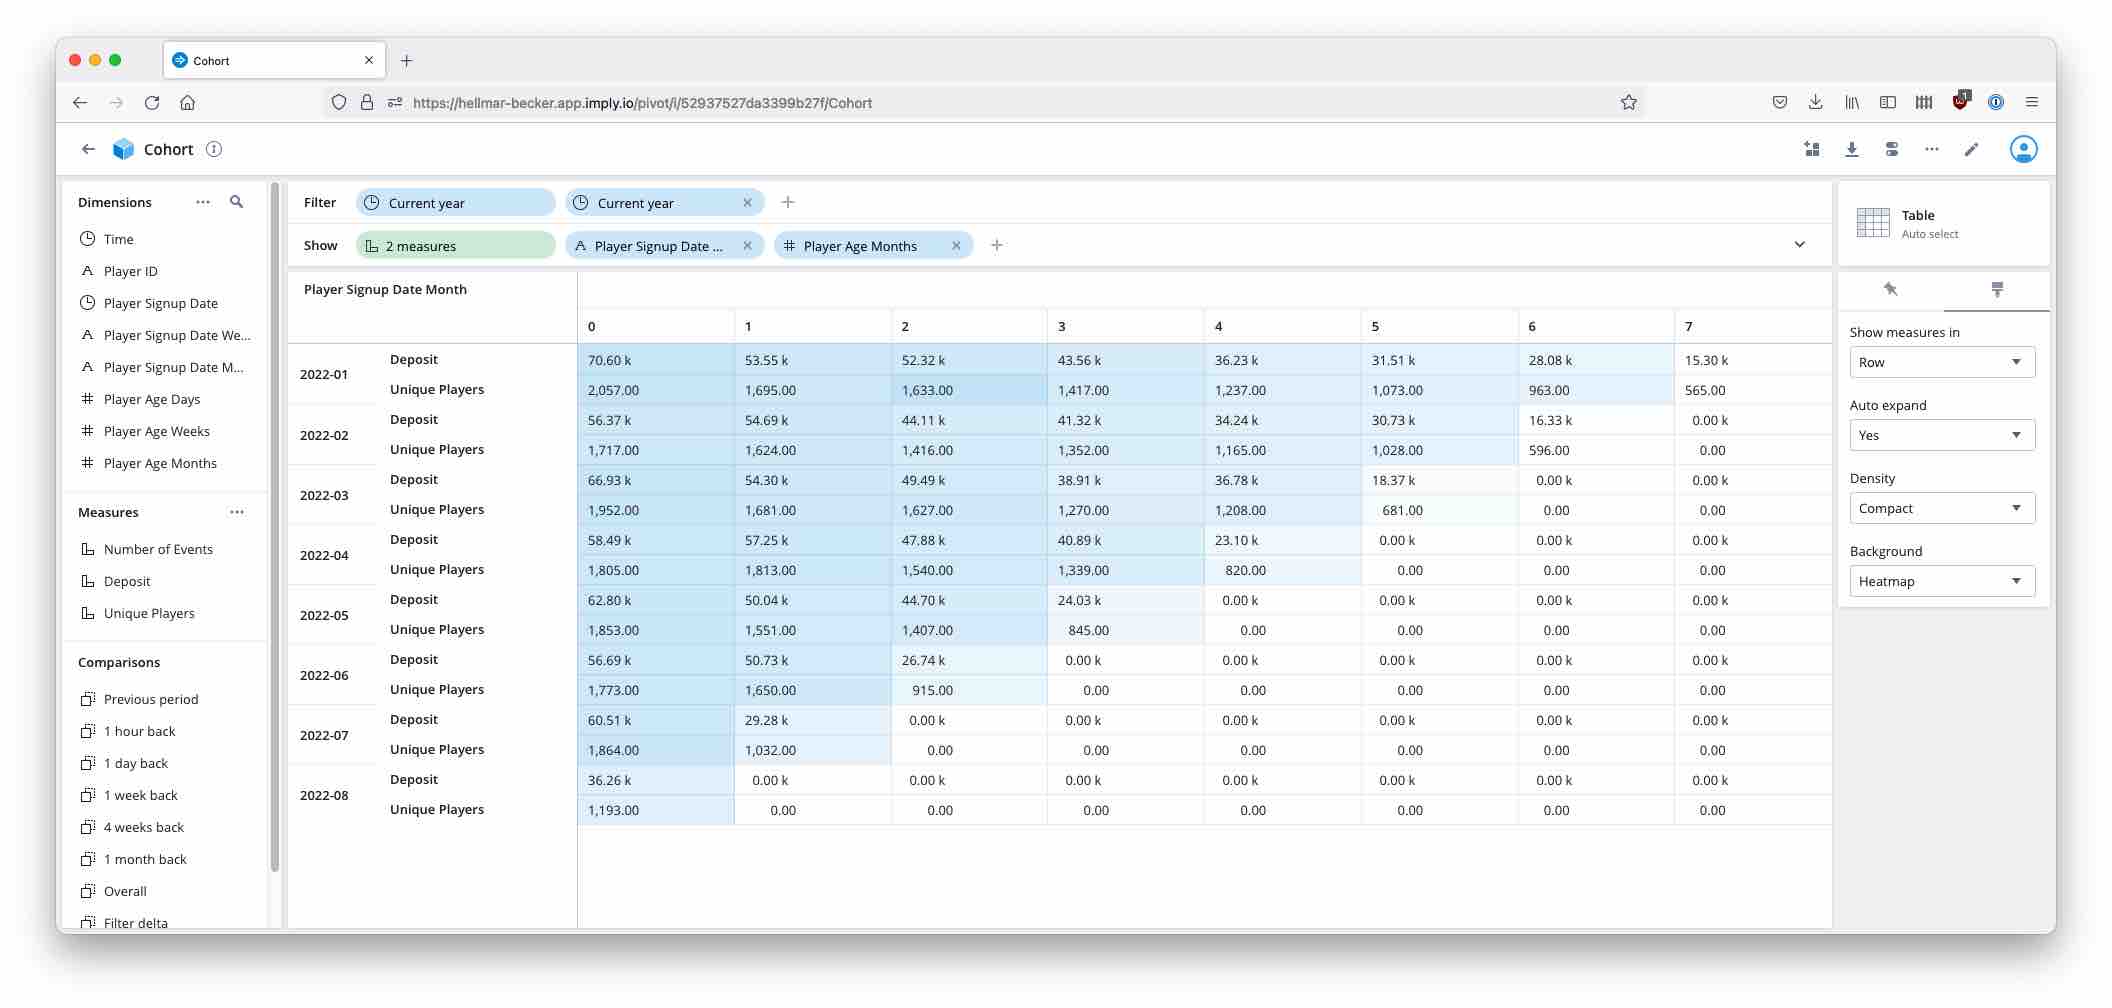 Cohort
https://hellmar-becker.app.imply.io/pivot/i/52937527da3399b27f/Cohort
1
Cohort
Dimensions
Time
Player ID
Player Signup Date
Player Signup Date We...
Player Signup Date M...
Player Age Days
Player Age Weeks
Player Age Months
Measures
Number of Events
Deposit
Unique Players
Comparisons
Previous period
1 hour back
1 day back
1 week back
4 weeks back
1 month back
Overall
Filter delta
Filter Current year Current year
Show 2 measures Player Signup Date ... Player Age Months
Player Signup Date Month
0 1 2 3 4 5 6 7
2022-01
Deposit 70.60 k 53.55 k 52.32 k 43.56 k 36.23 k 31.51 k 28.08 k 15.30 k
Unique Players 2,057.00 1,695.00 1,633.00 1,417.00 1,237.00 1,073.00 963.00 565.00
2022-02
Deposit 56.37 k 54.69 k 44.11 k 41.32 k 34.24 k 30.73 k 16.33 k 0.00 k
Unique Players 1,717.00 1,624.00 1,416.00 1,352.00 1,165.00 1,028.00 596.00 0.00
2022-03
Deposit 66.93 k 54.30 k 49.49 k 38.91 k 36.78 k 18.37 k 0.00 k 0.00 k
Unique Players 1,952.00 1,681.00 1,627.00 1,270.00 1,208.00 681.00 0.00 0.00
2022-04
Deposit 58.49 k 57.25 k 47.88 k 40.89 k 23.10 k 0.00 k 0.00 k 0.00 k
Unique Players 1,805.00 1,813.00 1,540.00 1,339.00 820.00 0.00 0.00 0.00
2022-05
Deposit 62.80 k 50.04 k 44.70 k 24.03 k 0.00 k 0.00 k 0.00 k 0.00 k
Unique Players 1,853.00 1,551.00 1,407.00 845.00 0.00 0.00 0.00 0.00
2022-06
Deposit 56.69 k 50.73 k 26.74 k 0.00 k 0.00 k 0.00 k 0.00 k 0.00 k
Unique Players 1,773.00 1,650.00 915.00 0.00 0.00 0.00 0.00 0.00
2022-07
Deposit 60.51 k 29.28 k 0.00 k 0.00 k 0.00 k 0.00 k 0.00 k 0.00 k
Unique Players 1,864.00 1,032.00 0.00 0.00 0.00 0.00 0.00 0.00
2022-08
Deposit 36.26 k 0.00 k 0.00 k 0.00 k 0.00 k 0.00 k 0.00 k 0.00 k
Unique Players 1,193.00 0.00 0.00 0.00 0.00 0.00 0.00 0.00
Table
Auto select
Show measures in
Row
Auto expand
Yes
Density
Compact
Background
Heatmap